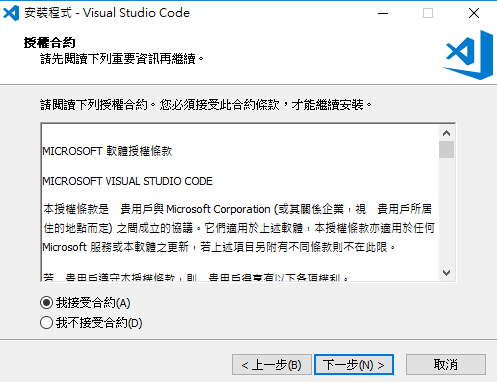 安裝程式 - Visual Studio Code
授權合約
請先閱讀下列重要資訊再繼續。
請閱讀下列授權合約。您必須接受此合約條款，才能繼續安裝。
MICROSOFT 軟體授權條款
MICROSOFT VISUAL STUDIO CODE
本授權條款是　貴用戶與 Microsoft Corporation (或其關係企業，視　貴用戶所居
住的地點而定) 之間成立的協議。它們適用於上述軟體，本授權條款亦適用於任何
Microsoft 服務或本軟體之更新，若上述項目另附有不同條款則不在此限。
若　貴用戶遵守本授權條款，則　貴用戶得享有以下各項權利。
我接受合約(A)
我不接受合約(D)
< 上一步(B)
下一步(N) >
取消